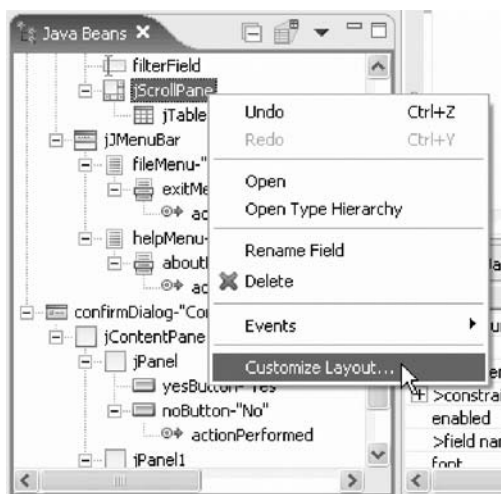 Java Beans
filterField
jScrollPane
jTable
jJMenuBar
fileMenu-"
exitMe
ac
helpMenu-
about
ac
confirmDialog-"Co
jContentPane
jPanel
yesButton-"Yes"
noButton-"No"
actionPerformed
jPanel1
Undo Ctrl+Z
Redo Ctrl+Y
Open
Open Type Hierarchy
Rename Field
Delete
Events
Customize Layout...
>constrai
enabled
>field nam
font